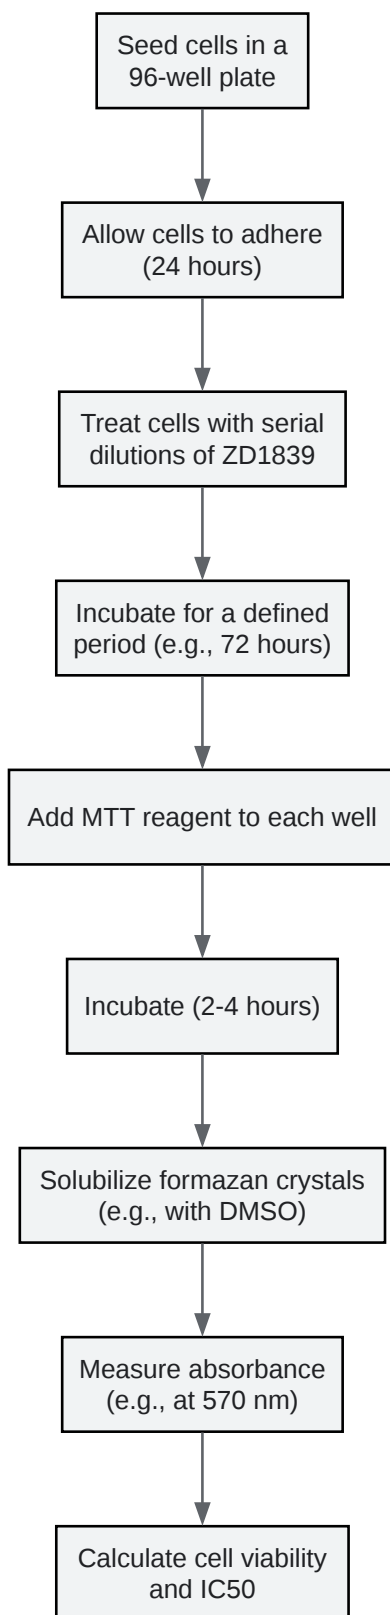 Seed cells in a
96-well plate
Allow cells to adhere
(24 hours)
Treat cells with serial
dilutions of ZD1839
Incubate for a defined
period (e.g., 72 hours)
Add MTT reagent to each well
Incubate (2-4 hours)
Solubilize formazan crystals
(e.g., with DMSO)
Measure absorbance
(e.g., at 570 nm)
Calculate cell viability
and IC50